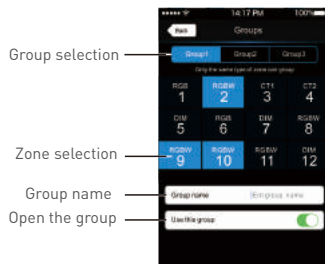 14:17 PM 100%
Back Groups
Group selection
Group1 Group2 Group3
Only the same type of zone can group
RGB RGBW CT1 CT2
1 2 3 4
DIM RGB DIM RGBW
5 6 7 8
Zone selection
RGBW RGBW RGBW DIM
9 10 11 12
Group name
Group name group name
Open the group
Use this group